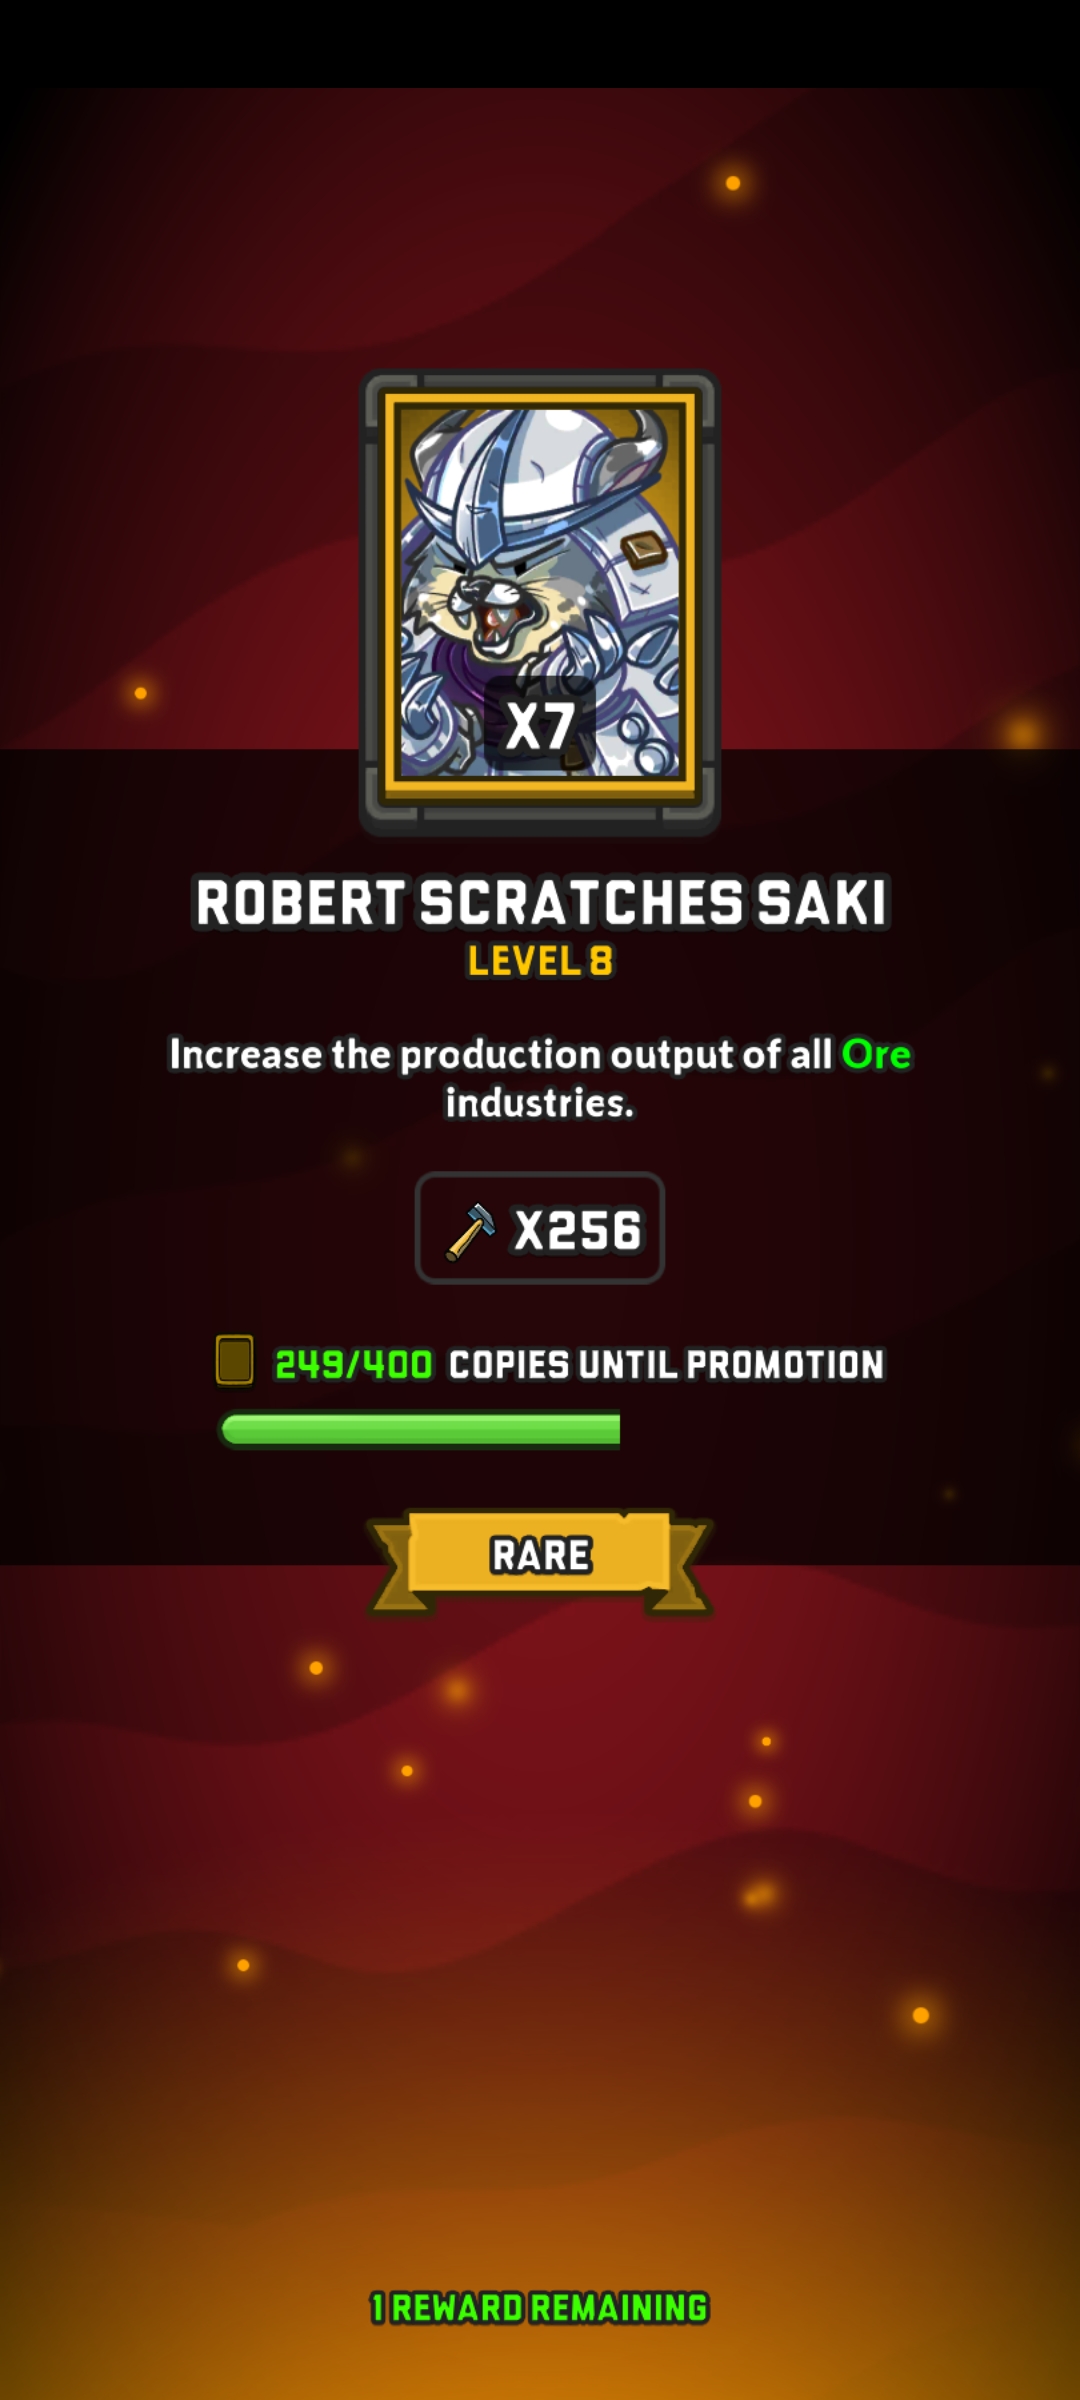 X7
ROBERT SCRATCHES SAKI
LEVEL 8
Increase the production output of all Ore
industries.
X256
249/400 COPIES UNTIL PROMOTION
RARE
1 REWARD REMAINING